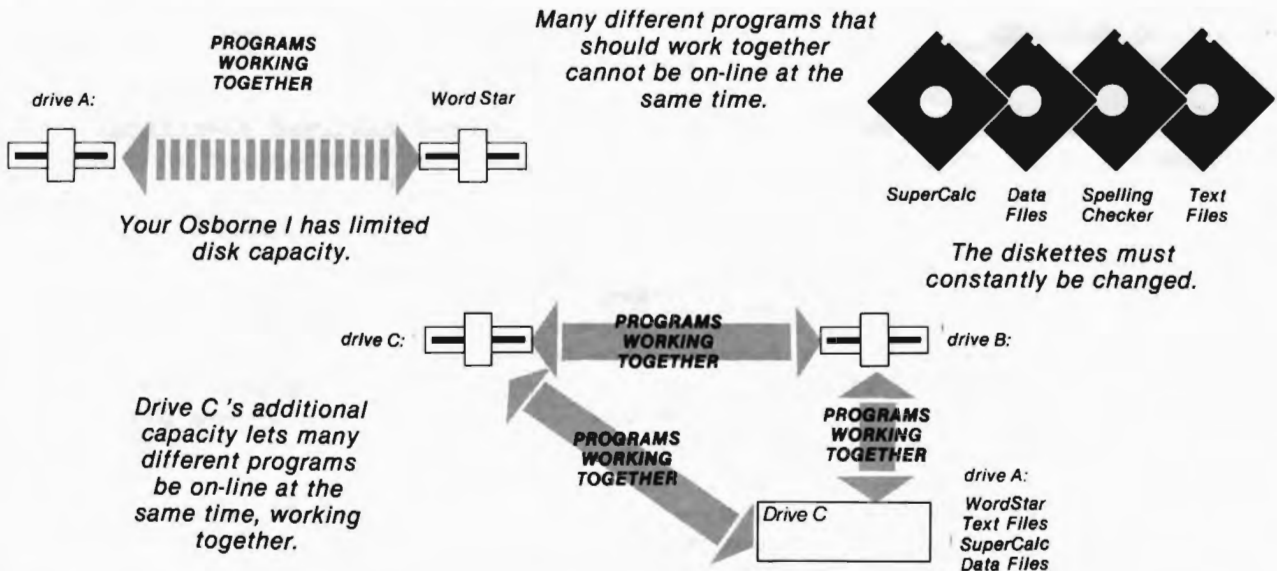 PROGRAMS
WORKING
TOGETHER
drive A:
Word Star
Your Osborne I has limited
disk capacity.
Many different programs that
should work together
cannot be on-line at the
same time.
SuperCalc
Data
Files
Spelling
Checker
Text
Files
The diskettes must
constantly be changed.
drive C:
PROGRAMS
WORKING
TOGETHER
drive B:
Drive C 's additional
capacity lets many
different programs
be on-line at the
same time, working
together.
PROGRAMS
WORKING
TOGETHER
PROGRAMS
WORKING
TOGETHER
Drive C
drive A:
WordStar
Text Files
SuperCalc
Data Files